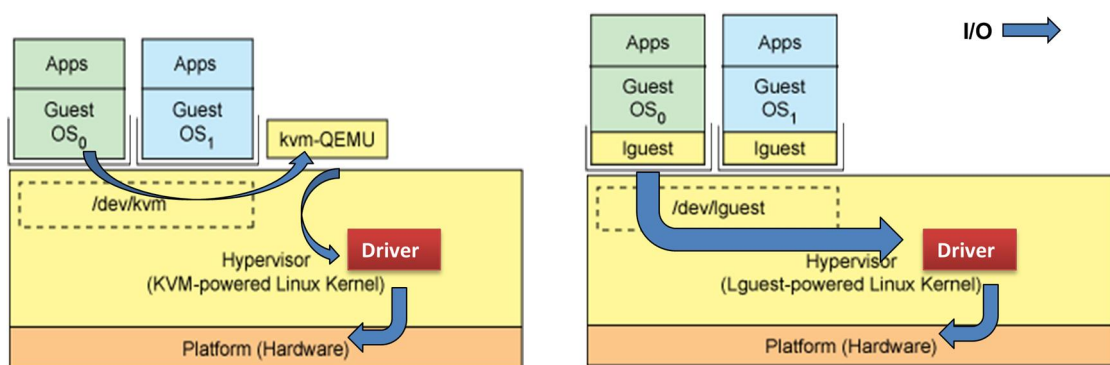 Apps
Apps
Guest
OS0
Guest
OS1
kvm-QEMU
/dev/kvm
Driver
Hypervisor
(KVM-powered Linux Kernel)
Platform (Hardware)
I/O
Apps
Apps
Guest
OS0
Guest
OS1
lguest
lguest
/dev/lguest
Driver
Hypervisor
(Lguest-powered Linux Kernel)
Platform (Hardware)